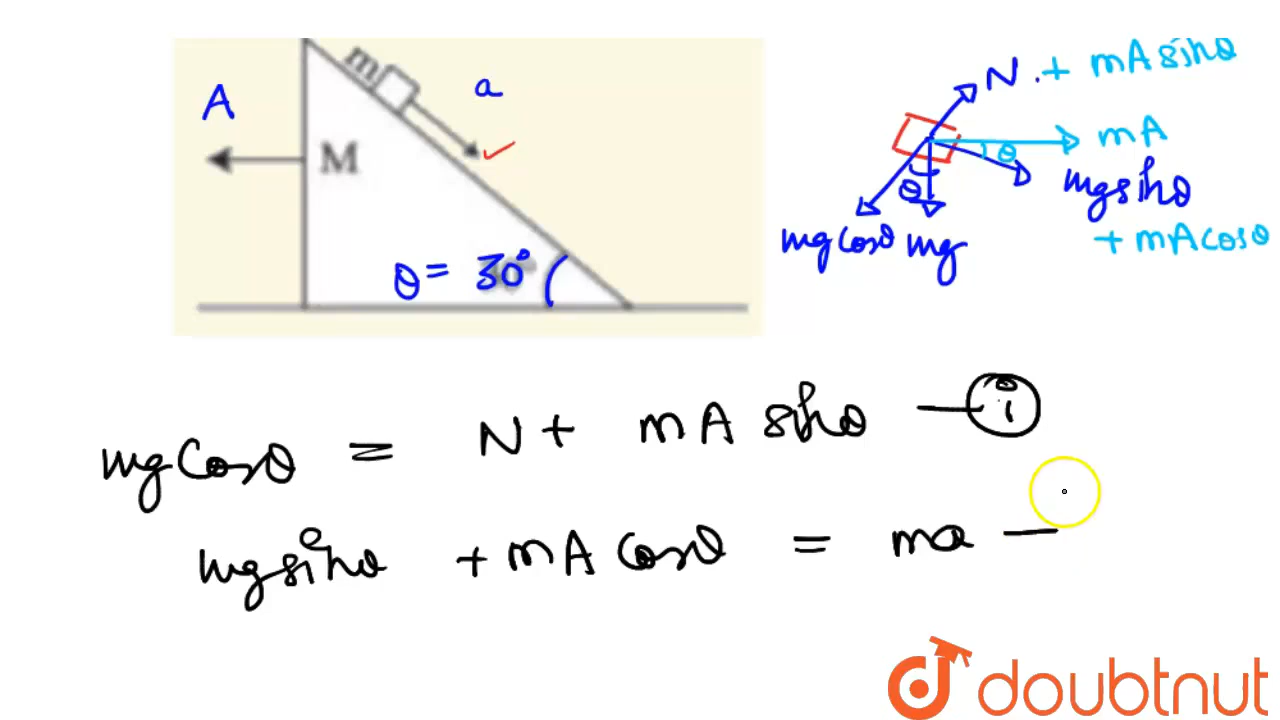 m
a
A
M
θ = 30°
N + mA sinθ
mA
θ
mg sinθ
+ mA cosθ
θ
mg cosθ mg
mg cosθ = N + mA sinθ — i
mg sinθ + mA cosθ = ma —
doubtnut